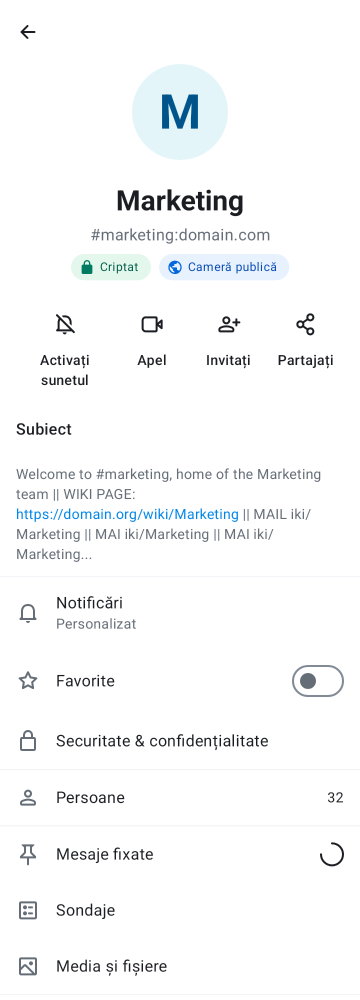 M
Marketing
#marketing:domain.com
Criptat
Cameră publică
Activați
sunetul
Apel
Invitați
Partajați
Subiect
Welcome to #marketing, home of the Marketing
team || WIKI PAGE:
https://domain.org/wiki/Marketing || MAIL iki/
Marketing || MAI iki/Marketing || MAI iki/
Marketing...
Notificări
Personalizat
Favorite
Securitate & confidențialitate
Persoane
32
Mesaje fixate
Sondaje
Media și fișiere